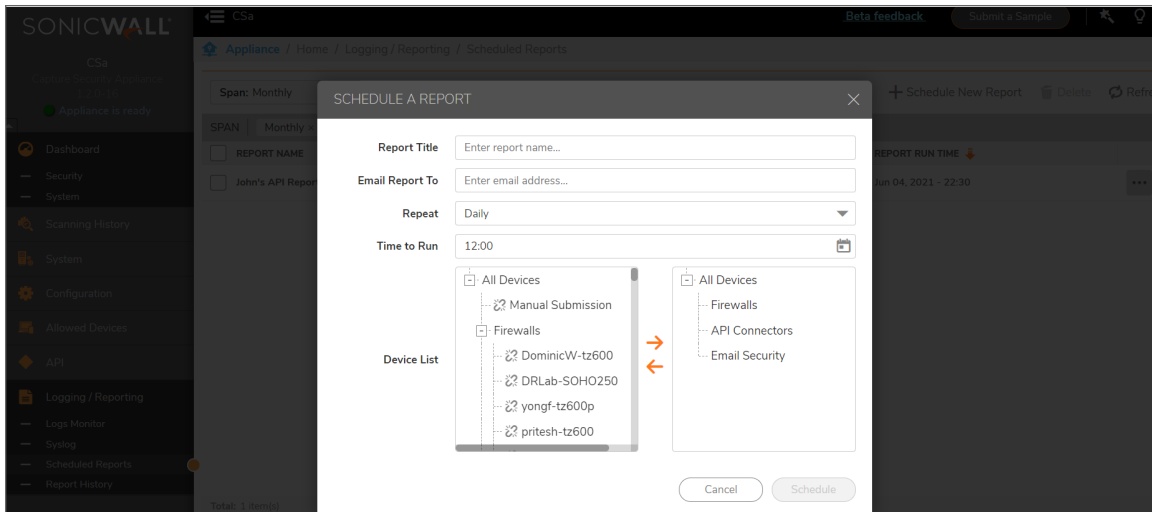 SONICWALL
CSa
Beta feedback
Submit a Sample
Appliance / Home / Logging / Reporting / Scheduled Reports
CSa
Appliance is ready
Span: Monthly
Schedule New Report
Delete
SPAN
Monthly ×
REPORT NAME
REPORT RUN TIME
John's API Repor
Jun 04, 2021 - 22:30
Dashboard
Security
System
Scanning History
System
Configuration
Allowed Devices
API
Logging / Reporting
Logs Monitor
Syslog
Scheduled Reports
Report History
Total: 1 item(s)
SCHEDULE A REPORT
Report Title
Enter report name...
Email Report To
Enter email address...
Repeat
Daily
Time to Run
12:00
Device List
All Devices
Manual Submission
Firewalls
DominicW-tz600
DRLab-SOHO250
yongf-tz600p
pritesh-tz600
All Devices
Firewalls
API Connectors
Email Security
Cancel
Schedule